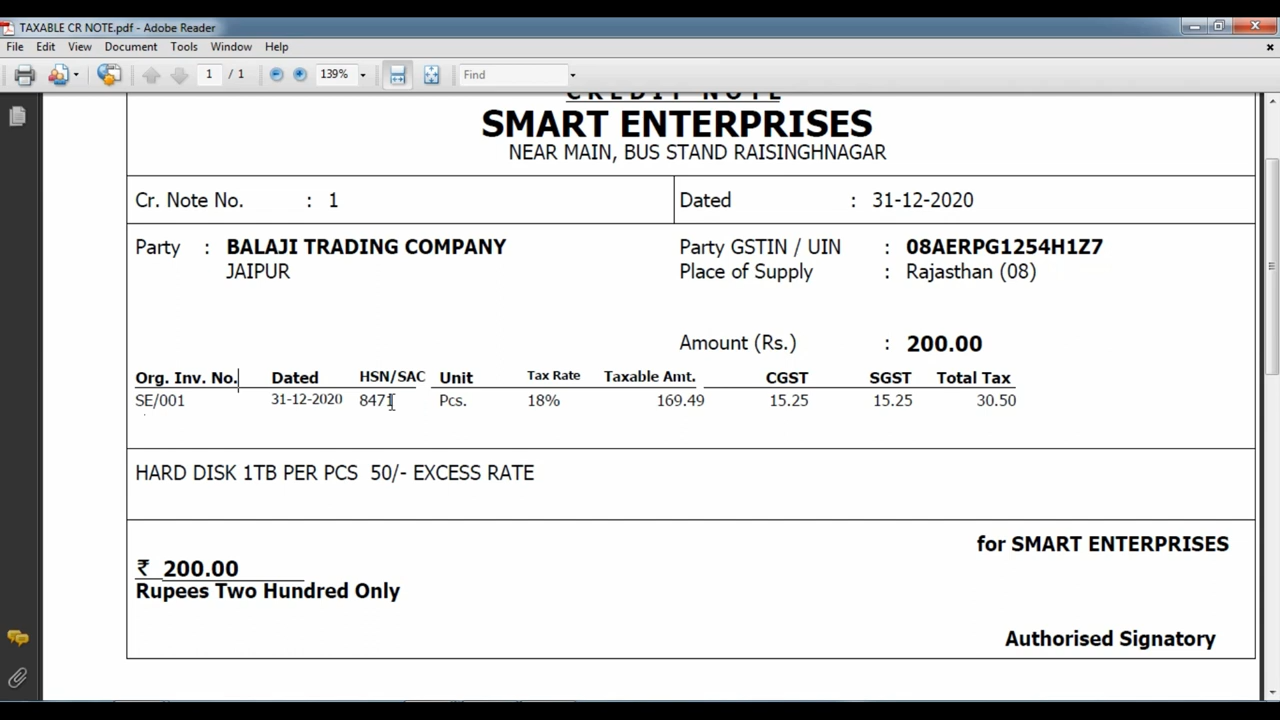 TAXABLE CR NOTE.pdf - Adobe Reader
File Edit View Document Tools Window Help
1 / 1 139% Find
CREDIT NOTE
SMART ENTERPRISES
NEAR MAIN, BUS STAND RAISINGHNAGAR
Cr. Note No. : 1 Dated : 31-12-2020
Party : BALAJI TRADING COMPANY Party GSTIN / UIN : 08AERPG1254H1Z7
JAIPUR Place of Supply : Rajasthan (08)
Amount (Rs.) : 200.00
Org. Inv. No. Dated HSN/SAC Unit Tax Rate Taxable Amt. CGST SGST Total Tax
SE/001 31-12-2020 8471 Pcs. 18% 169.49 15.25 15.25 30.50
HARD DISK 1TB PER PCS 50/- EXCESS RATE
for SMART ENTERPRISES
₹ 200.00
Rupees Two Hundred Only
Authorised Signatory